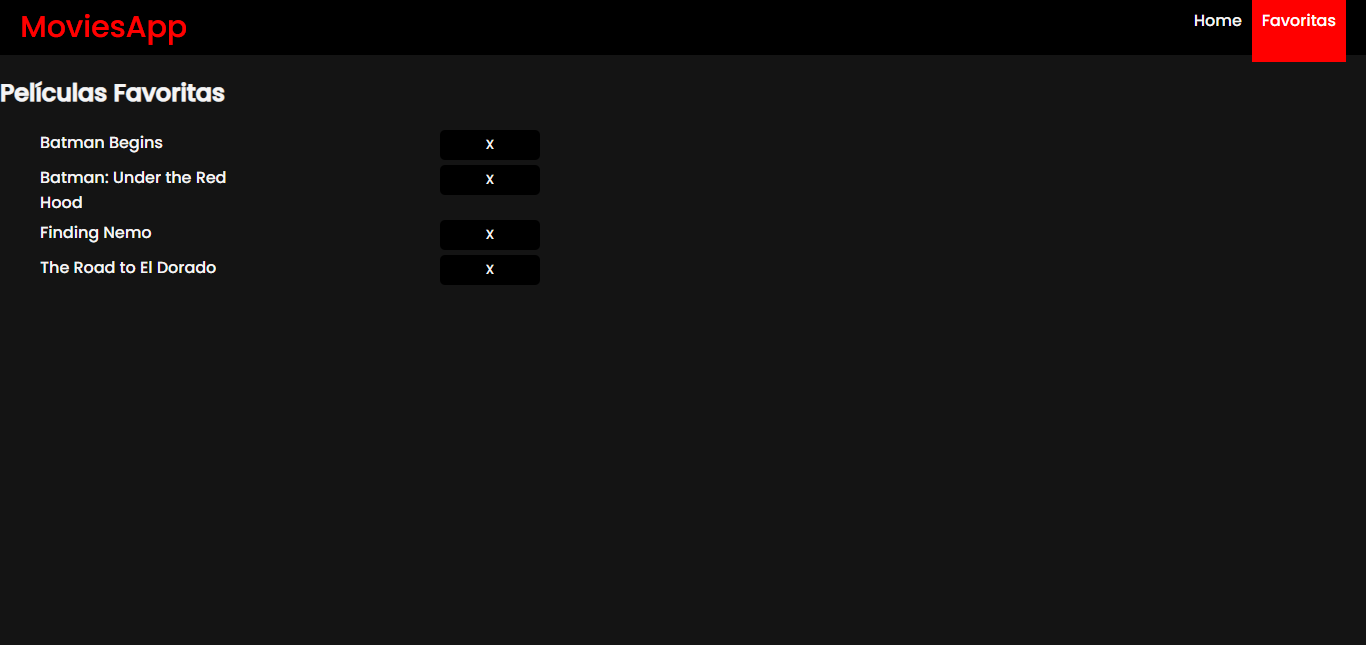 MoviesApp
Home
Favoritas
Películas Favoritas
Batman Begins
X
Batman: Under the Red
Hood
X
Finding Nemo
X
The Road to El Dorado
X